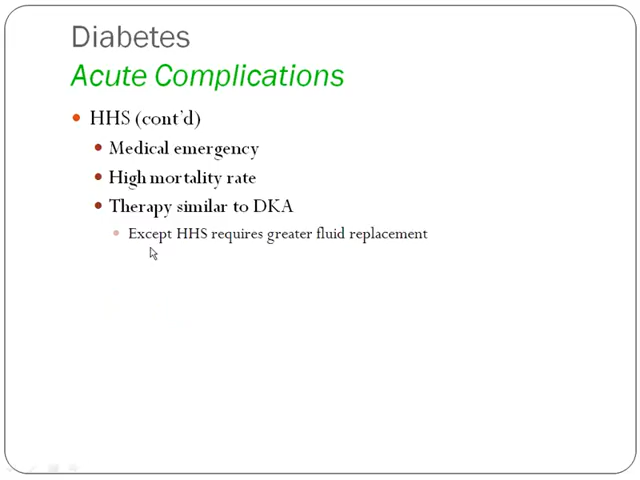 Diabetes
Acute Complications
HHS (cont'd)
Medical emergency
High mortality rate
Therapy similar to DKA
Except HHS requires greater fluid replacement